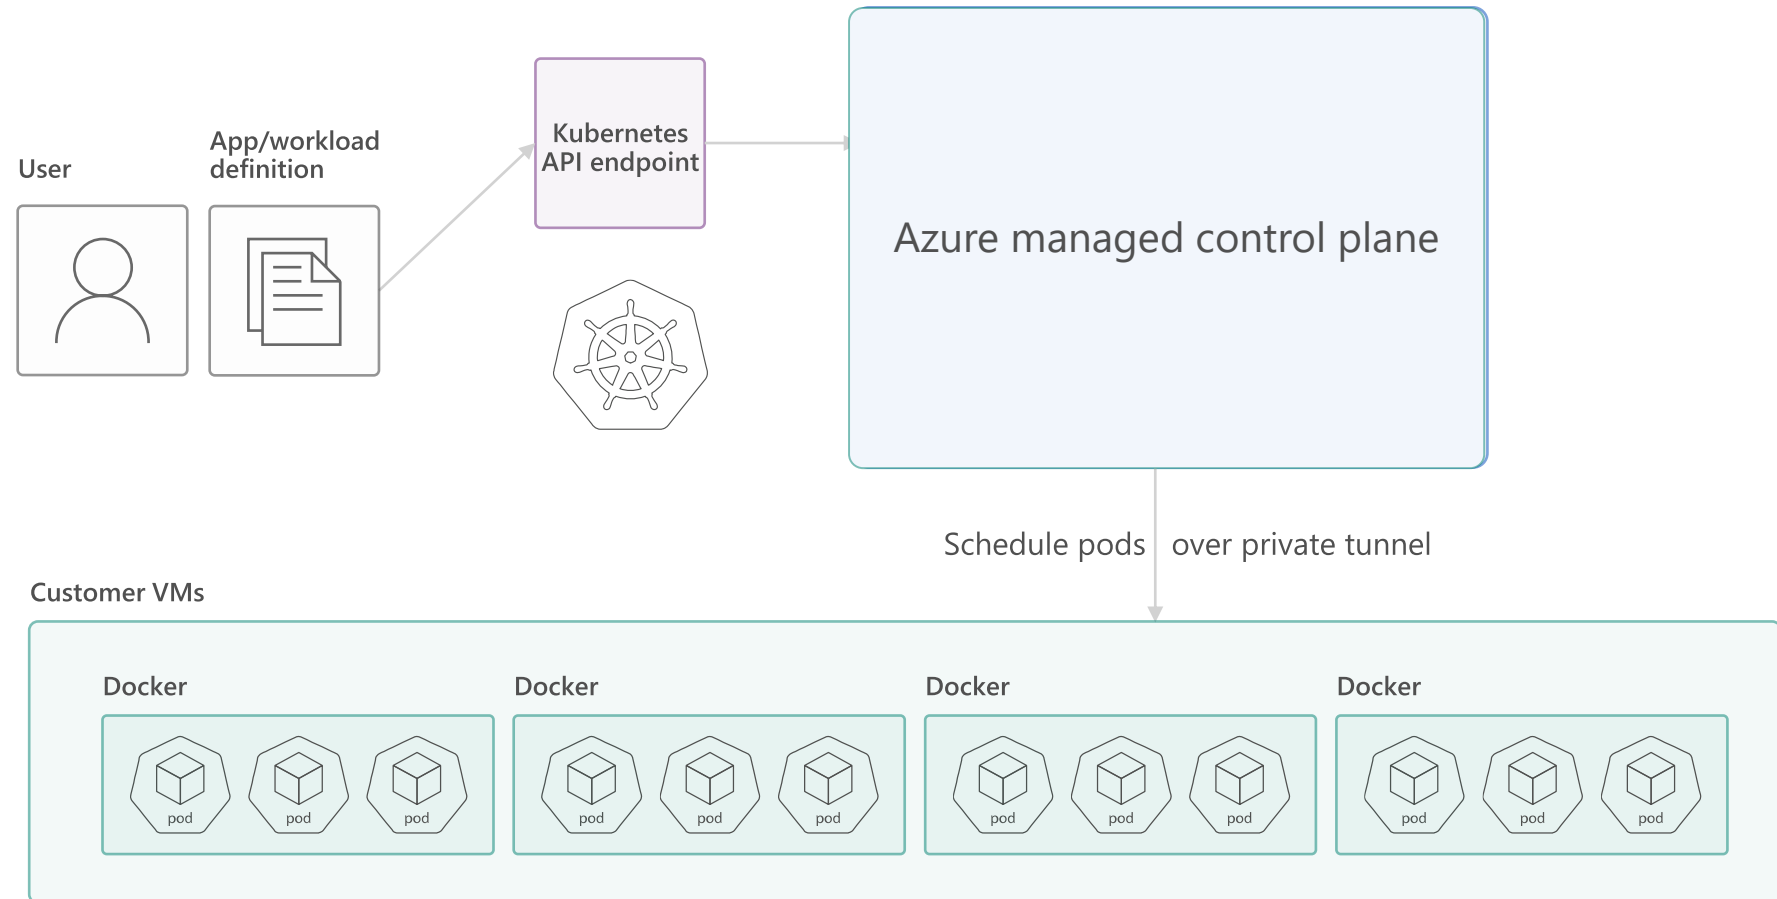 User
App/workload
definition
Kubernetes
API endpoint
Azure managed control plane
Schedule pods over private tunnel
Customer VMs
Docker
pod pod pod
Docker
pod pod pod
Docker
pod pod pod
Docker
pod pod pod